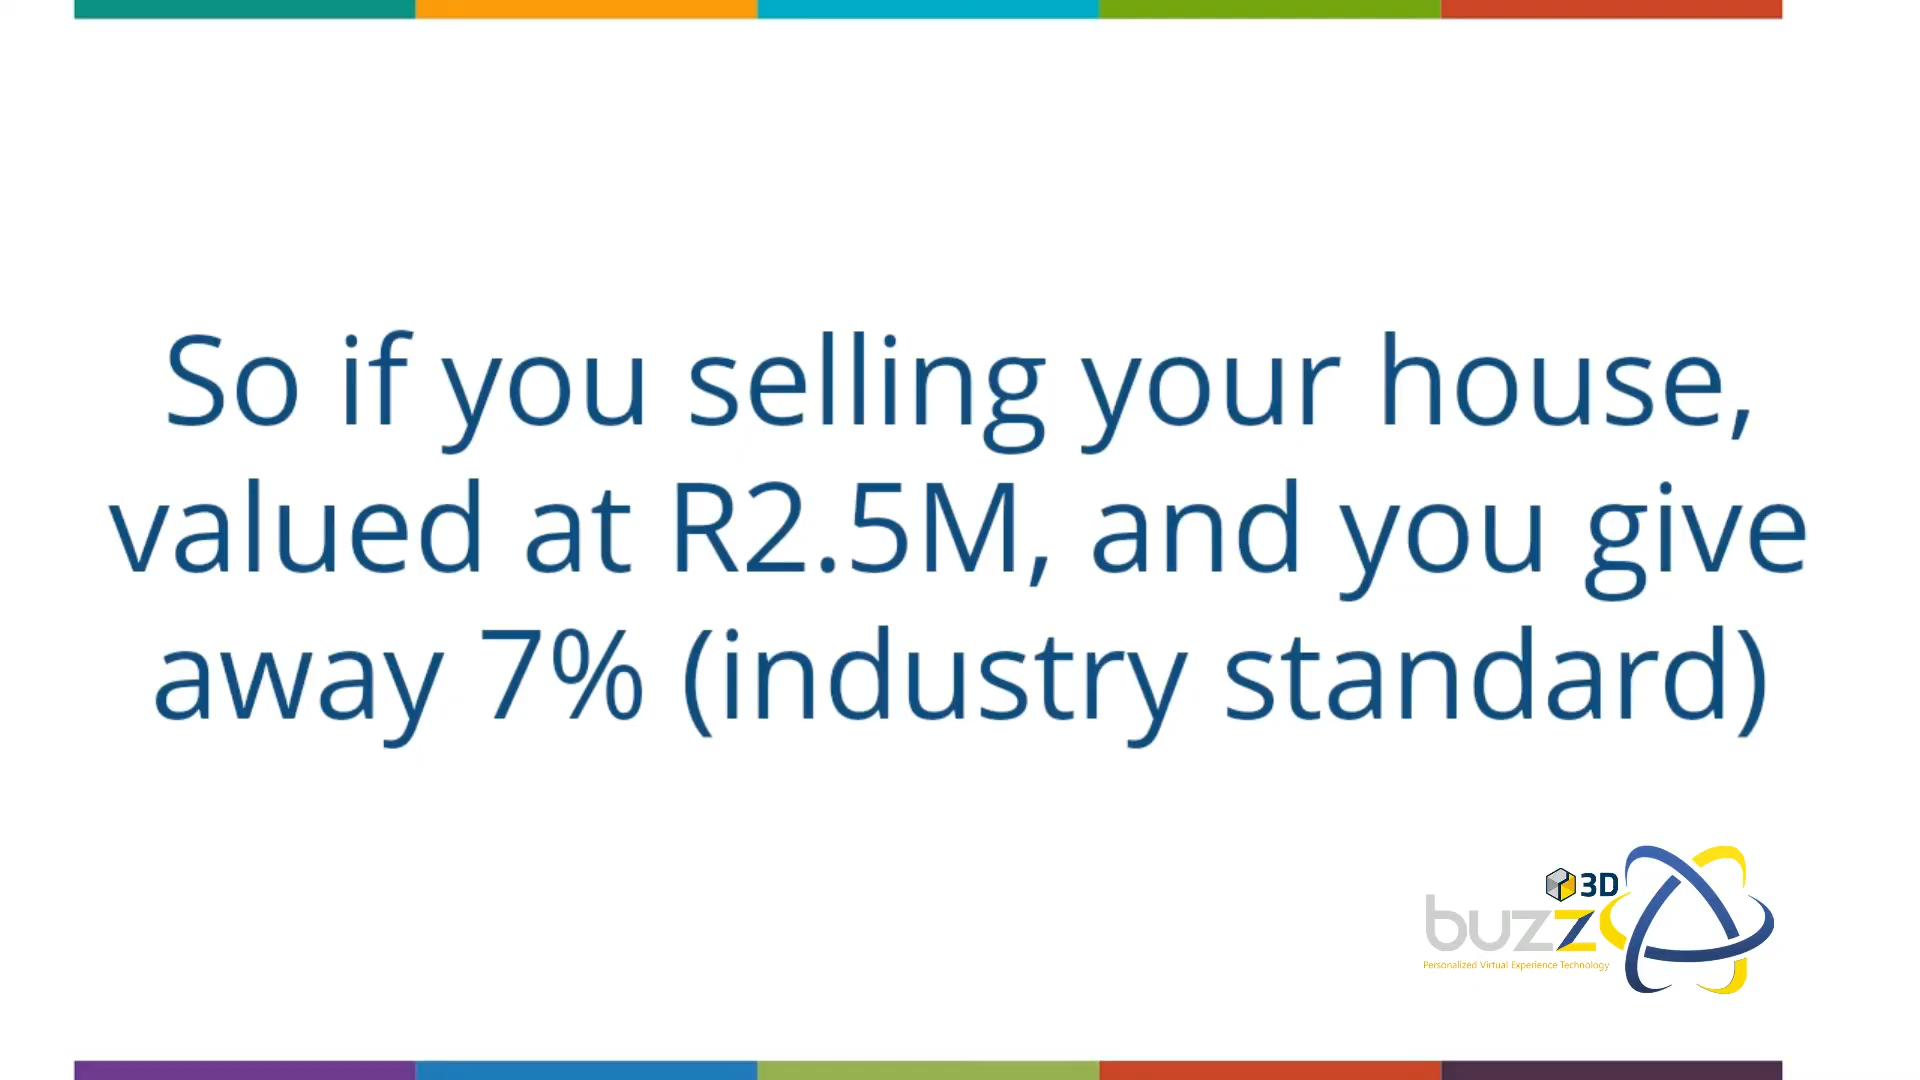 So if you selling your house,
valued at R2.5M, and you give
away 7% (industry standard)
3D
buzz
Personalized Virtual Experience Technology